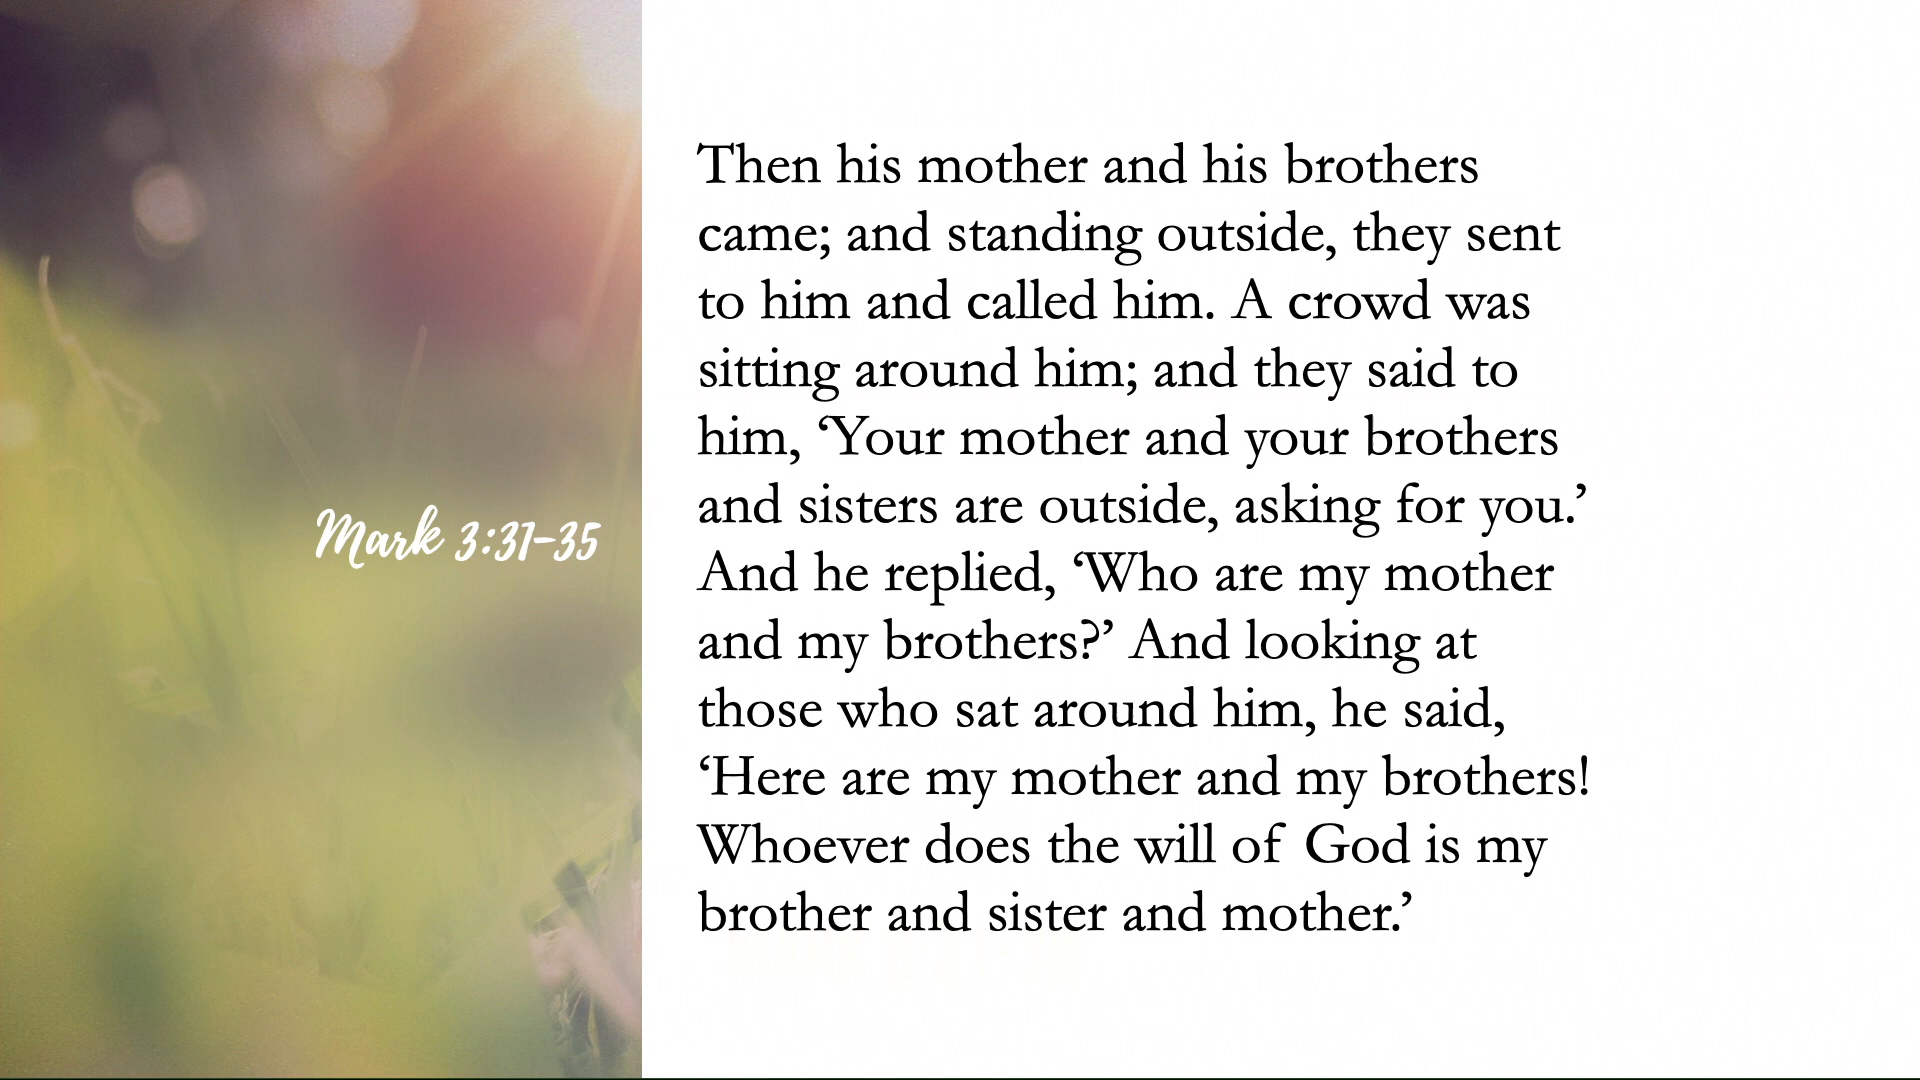 Mark 3:31-35
Then his mother and his brothers
came; and standing outside, they sent
to him and called him. A crowd was
sitting around him; and they said to
him, ‘Your mother and your brothers
and sisters are outside, asking for you.’
And he replied, ‘Who are my mother
and my brothers?’ And looking at
those who sat around him, he said,
‘Here are my mother and my brothers!
Whoever does the will of God is my
brother and sister and mother.’